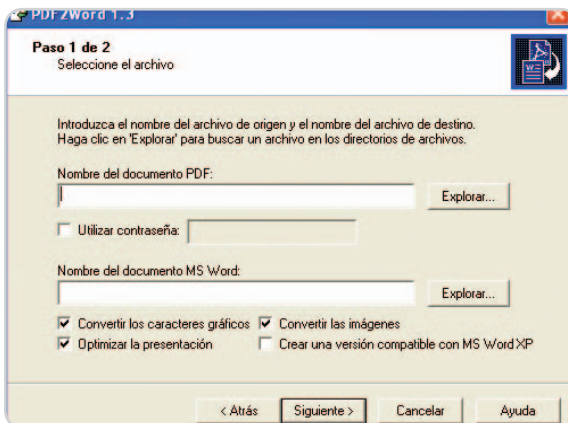 PDF2Word 1.3
Paso 1 de 2
Seleccione el archivo
Introduzca el nombre del archivo de origen y el nombre del archivo de destino.
Haga clic en 'Explorar' para buscar un archivo en los directorios de archivos.
Nombre del documento PDF:
Explorar...
Utilizar contraseña:
Nombre del documento MS Word:
Explorar...
Convertir los caracteres gráficos Convertir las imágenes
Optimizar la presentación Crear una versión compatible con MS Word XP
< Atrás Siguiente > Cancelar Ayuda